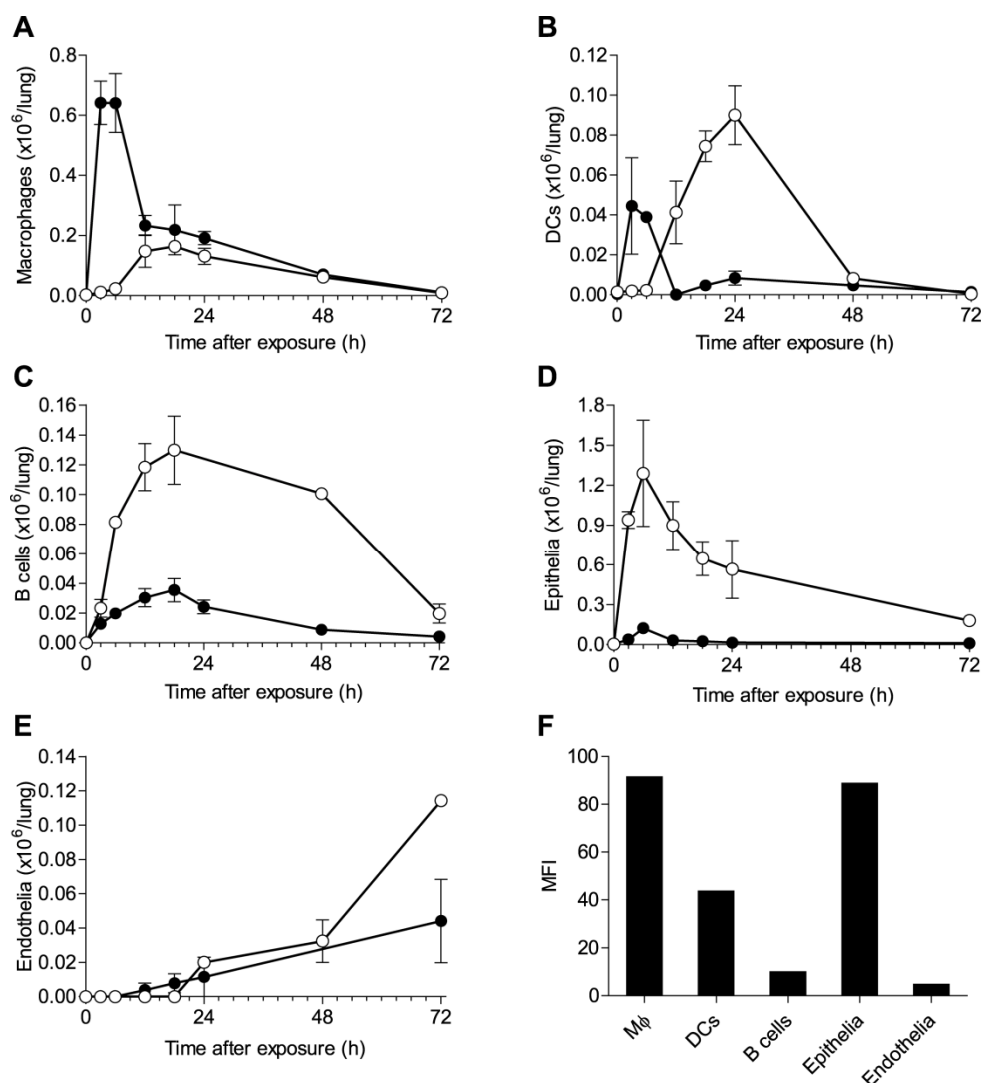 A
Macrophages (x10⁶/lung)
0.8
0.6
0.4
0.2
0.0
0 24 48 72
Time after exposure (h)
B
DCs (x10⁶/lung)
0.12
0.10
0.08
0.06
0.04
0.02
0.00
0 24 48 72
Time after exposure (h)
C
B cells (x10⁶/lung)
0.16
0.14
0.12
0.10
0.08
0.06
0.04
0.02
0.00
0 24 48 72
Time after exposure (h)
D
Epithelia (x10⁶/lung)
1.8
1.5
1.2
0.9
0.6
0.3
0.0
0 24 48 72
Time after exposure (h)
E
Endothelia (x10⁶/lung)
0.14
0.12
0.10
0.08
0.06
0.04
0.02
0.00
0 24 48 72
Time after exposure (h)
F
MFI
100
80
60
40
20
0
Mϕ DCs B cells Epithelia Endothelia